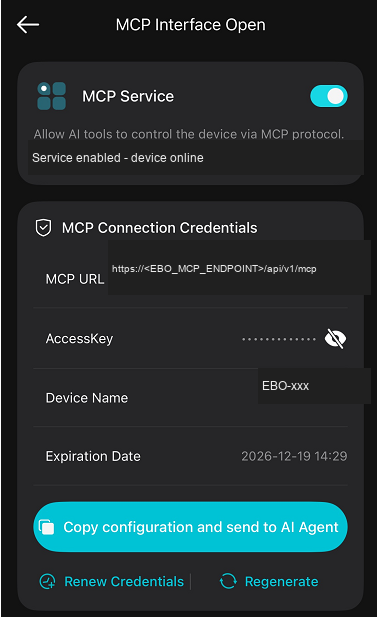 MCP Interface Open
MCP Service
Allow AI tools to control the device via MCP protocol.
Service enabled - device online
MCP Connection Credentials
https://<EBO_MCP_ENDPOINT>/api/v1/mcp
MCP URL
AccessKey ·············
EBO-xxx
Device Name
Expiration Date 2026-12-19 14:29
Copy configuration and send to AI Agent
Renew Credentials Regenerate